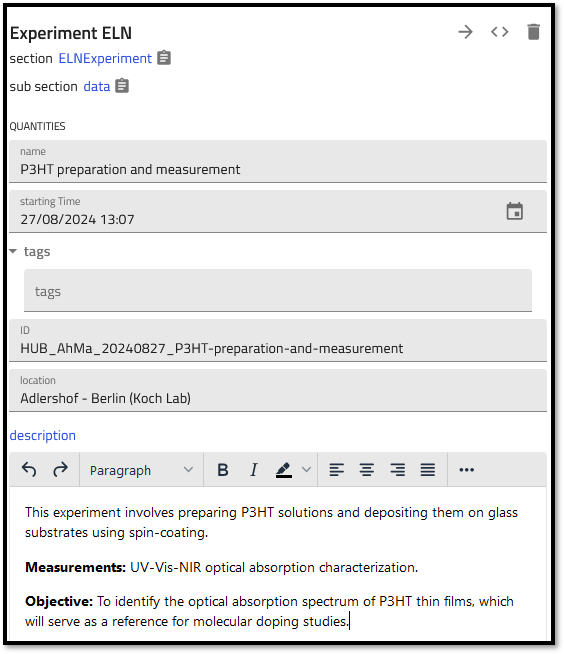 Experiment ELN
section ELNExperiment
sub section data
QUANTITIES
name
P3HT preparation and measurement
starting Time
27/08/2024 13:07
tags
tags
ID
HUB_AhMa_20240827_P3HT-preparation-and-measurement
location
Adlershof - Berlin (Koch Lab)
description
Paragraph B I
This experiment involves preparing P3HT solutions and depositing them on glass
substrates using spin-coating.
Measurements: UV-Vis-NIR optical absorption characterization.
Objective: To identify the optical absorption spectrum of P3HT thin films, which
will serve as a reference for molecular doping studies.